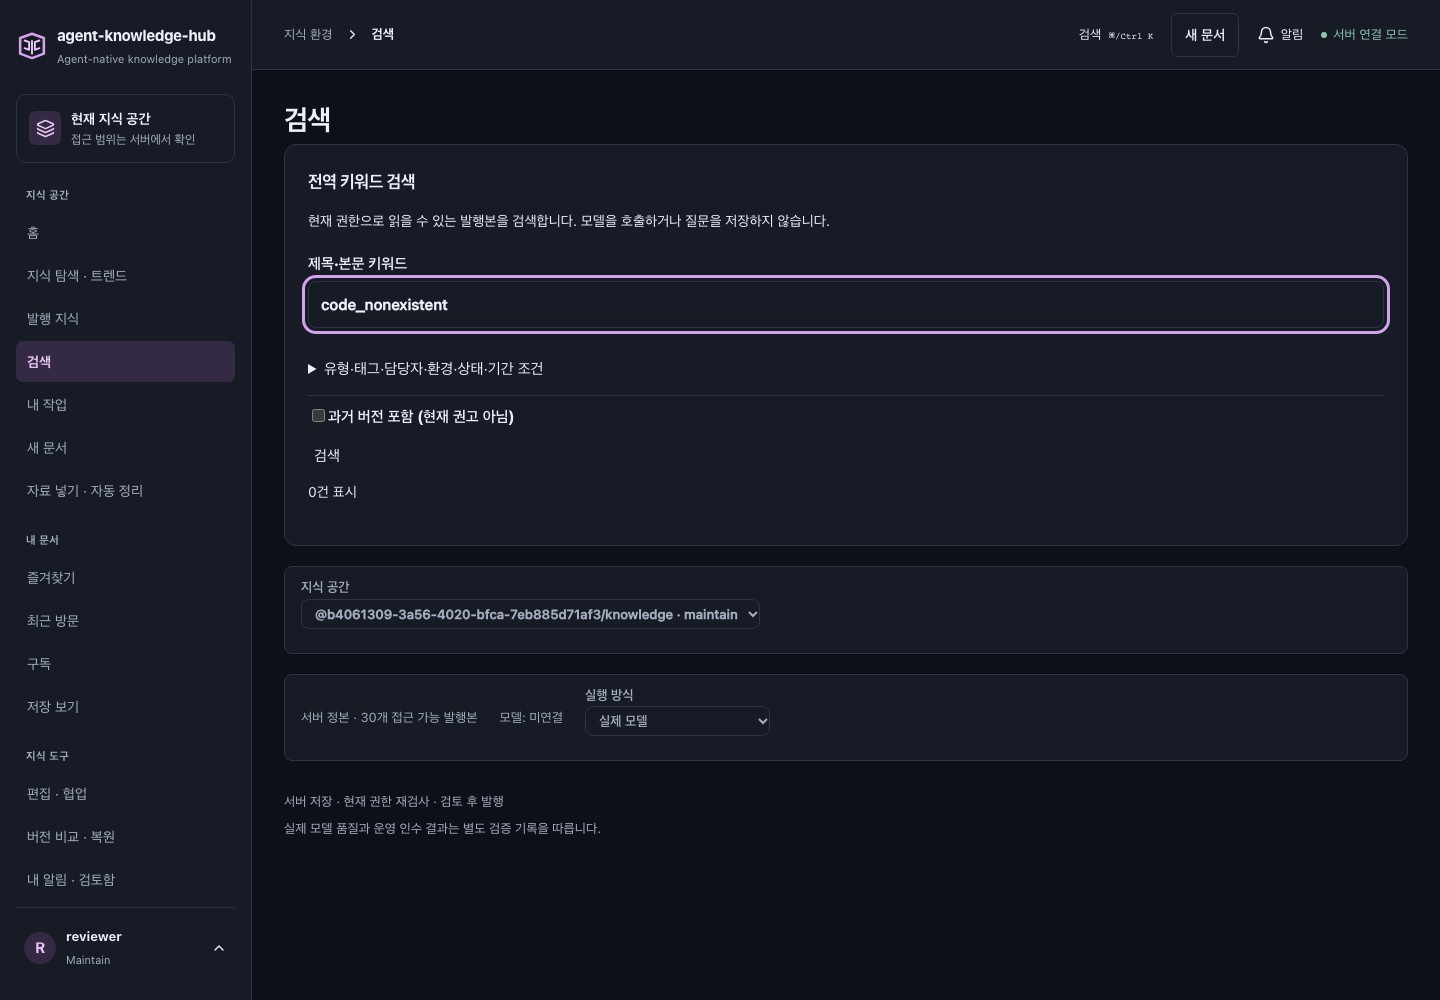 agent-knowledge-hub
Agent-native knowledge platform
현재 지식 공간
접근 범위는 서버에서 확인
지식 공간
홈
지식 탐색 · 트렌드
발행 지식
검색
내 작업
새 문서
자료 넣기 · 자동 정리
내 문서
즐겨찾기
최근 방문
구독
저장 보기
지식 도구
편집 · 협업
버전 비교 · 복원
내 알림 · 검토함
R
reviewer
Maintain
지식 환경 > 검색
검색 ⌘/Ctrl K
새 문서
알림
서버 연결 모드
검색
전역 키워드 검색
현재 권한으로 읽을 수 있는 발행본을 검색합니다. 모델을 호출하거나 질문을 저장하지 않습니다.
제목·본문 키워드
code_nonexistent
유형·태그·담당자·환경·상태·기간 조건
과거 버전 포함 (현재 권고 아님)
검색
0건 표시
지식 공간
@b4061309-3a56-4020-bfca-7eb885d71af3/knowledge · maintain
서버 정본 · 30개 접근 가능 발행본
모델: 미연결
실행 방식
실제 모델
서버 저장 · 현재 권한 재검사 · 검토 후 발행
실제 모델 품질과 운영 인수 결과는 별도 검증 기록을 따릅니다.